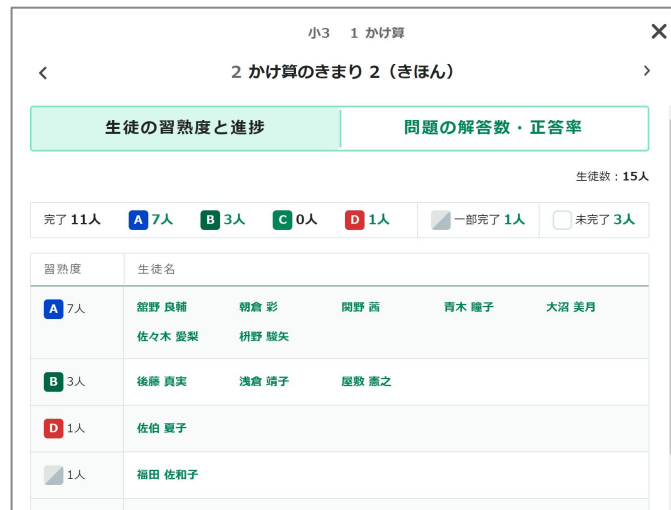 小3 1 かけ算
2 かけ算のきまり 2（きほん）
生徒の習熟度と進捗 問題の解答数・正答率
生徒数：15人
完了 11人 A 7人 B 3人 C 0人 D 1人 一部完了 1人 未完了 3人
習熟度 生徒名
A 7人 舘野 良輔 朝倉 彩 関野 茜 青木 瞳子 大沼 美月
佐々木 愛梨 枡野 駿矢
B 3人 後藤 真実 浅倉 靖子 屋敷 憲之
D 1人 佐伯 夏子
1人 福田 佐和子